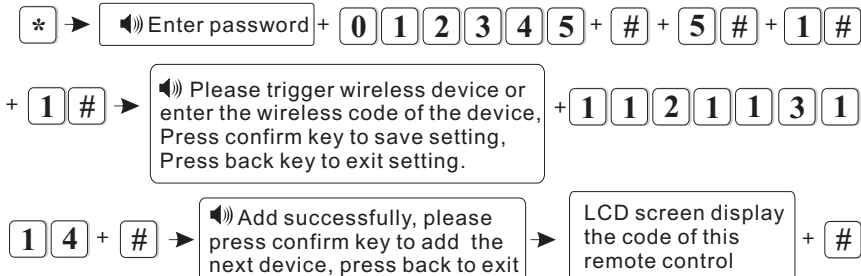 * → Enter password + 0 1 2 3 4 5 + # + 5 # + 1 #
+ 1 # → Please trigger wireless device or
enter the wireless code of the device,
Press confirm key to save setting,
Press back key to exit setting.
+ 1 1 2 1 1 3 1
1 4 + # → Add successfully, please
press confirm key to add the
next device, press back to exit
→ LCD screen display
the code of this
remote control
+ #